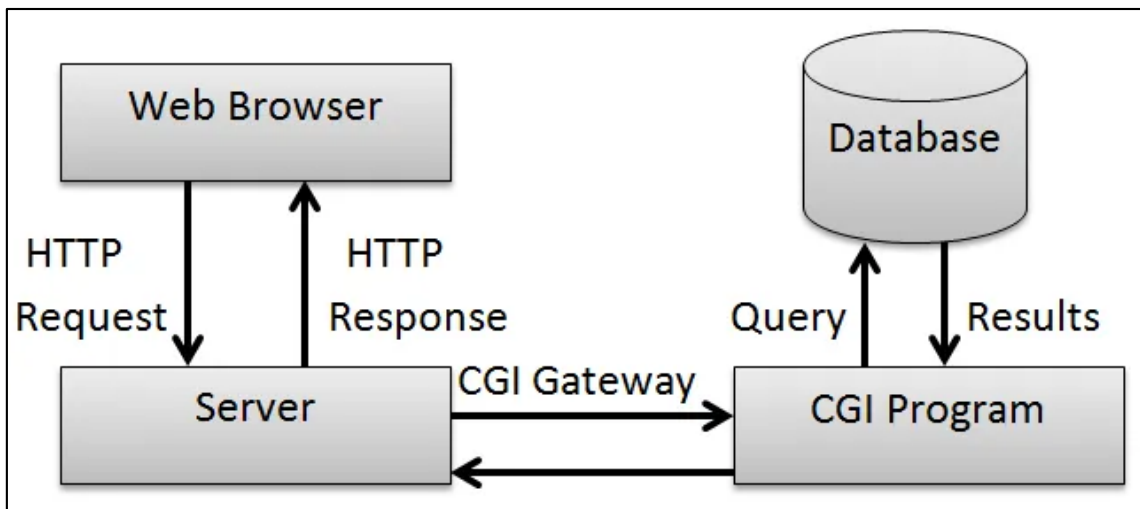 Web Browser
Database
HTTP
Request
HTTP
Response
Query
Results
Server
CGI Gateway
CGI Program